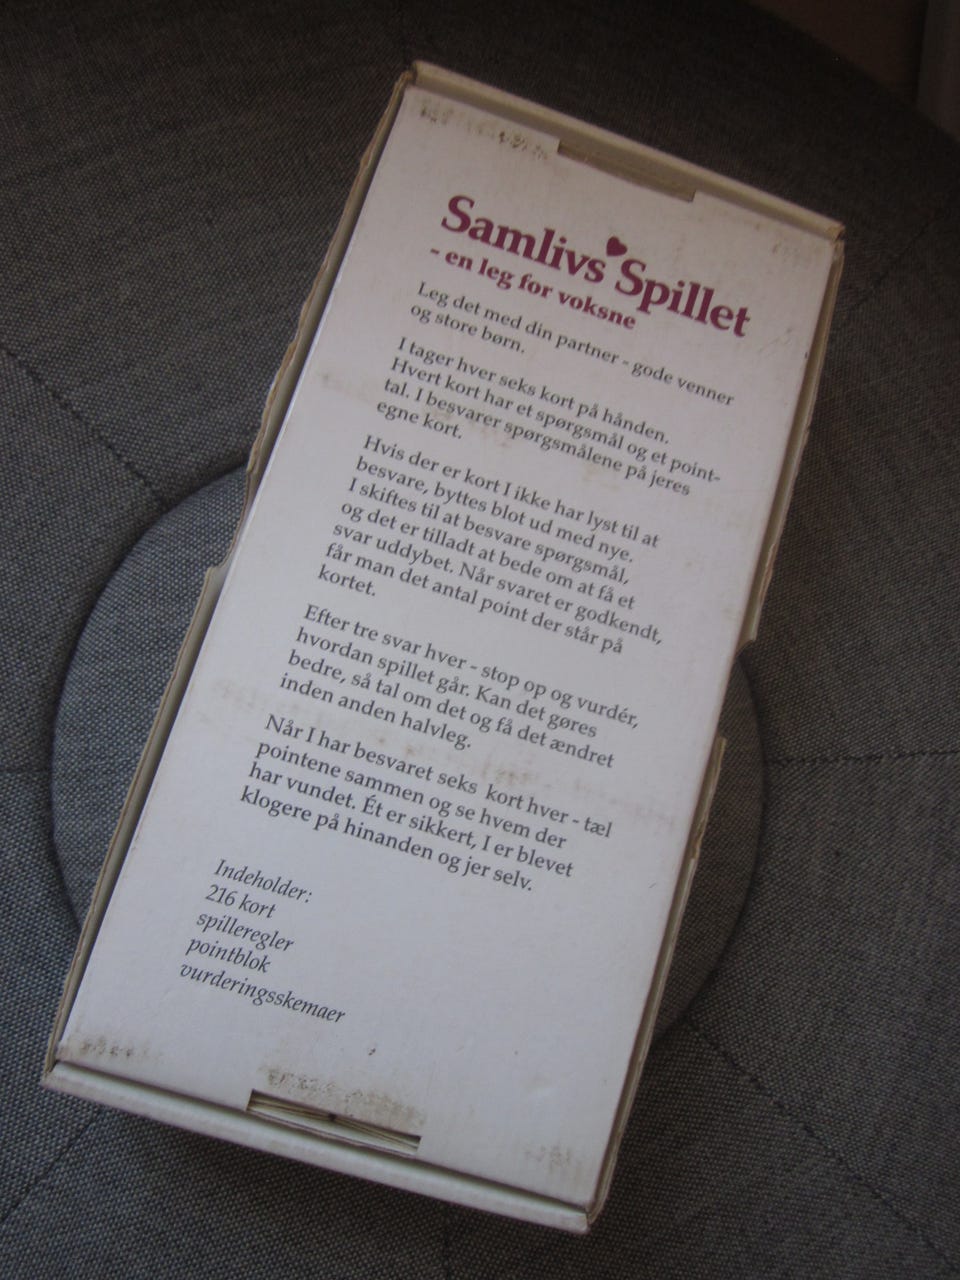 Samlivs Spillet
- en leg for voksne
Leg det med din partner - gode venner
og store børn.
I tager hver seks kort på hånden.
Hvert kort har et spørgsmål og et point-
tal. I besvarer spørgsmålene på jeres
egne kort.
Hvis der er kort I ikke har lyst til at
besvare, byttes blot ud med nye.
I skiftes til at besvare spørgsmål,
og det er tilladt at bede om at få et
svar uddybet. Når svaret er godkendt,
får man det antal point der står på
kortet.
Efter tre svar hver - stop op og vurdér,
hvordan spillet går. Kan det gøres
bedre, så tal om det og få det ændret
inden anden halvleg.
Når I har besvaret seks kort hver - tæl
pointene sammen og se hvem der
har vundet. Ét er sikkert, I er blevet
klogere på hinanden og jer selv.
Indeholder:
216 kort
spilleregler
pointblok
vurderingsskemaer